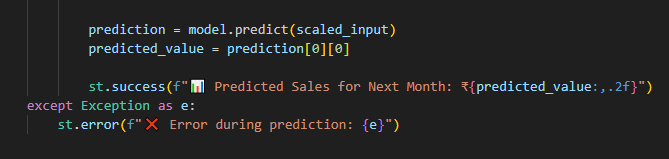 prediction = model.predict(scaled_input)
predicted_value = prediction[0][0]
st.success(f"📊 Predicted Sales for Next Month: ₹{predicted_value:,.2f}")
except Exception as e:
st.error(f"❌ Error during prediction: {e}")